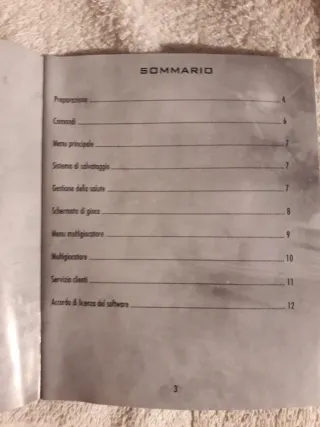 SOMMARIO
Preparazione 4
Comandi 6
Menu principale 7
Sistema di salvataggio 7
Gestione della salute 7
Schermata di gioco 8
Menu multigiocatore 9
Multigiocatore 10
Servizio clienti 11
Accordo di licenza del software 12
3